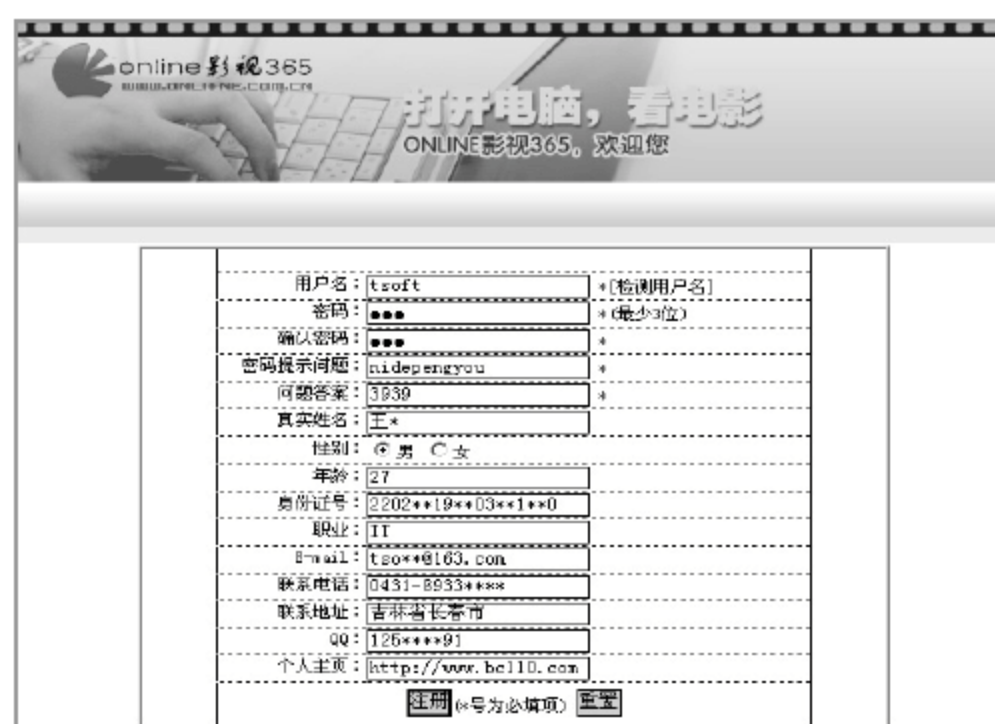 online影视365
打开电脑，看电影
ONLINE影视365，欢迎您
用户名：tsoft *[检测用户名]
密码：●●● *(最少3位)
确认密码：●●● *
密码提示问题：nidepengyou *
问题答案：3939 *
真实姓名：王*
性别：男 女
年龄：27
身份证号：2202**19**03**1**0
职业：IT
E-mail：tso**@163.com
联系电话：0431-8933****
联系地址：吉林省长春市
QQ：125****91
个人主页：http://www.bc110.com
注册 (*号为必填项) 重置